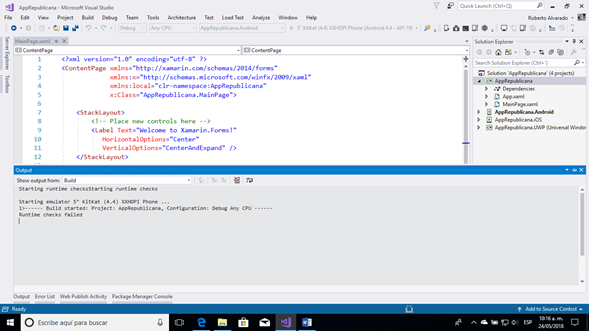 AppRepublicana - Microsoft Visual Studio
Quick Launch (Ctrl+Q)
File Edit View Project Build Debug Team Tools Architecture Test Load Test Analyze Window Help
Roberto Alvarado
Debug Any CPU AppRepublicana.Android 5" KitKat (4.4) XXHDPI Phone (Android 4.4 - API 19)
Server Explorer
Toolbox
MainPage.xaml
ContentPage ContentPage
1 <?xml version="1.0" encoding="utf-8" ?>
2 <ContentPage xmlns="http://xamarin.com/schemas/2014/forms"
3 xmlns:x="http://schemas.microsoft.com/winfx/2009/xaml"
4 xmlns:local="clr-namespace:AppRepublicana"
5 x:Class="AppRepublicana.MainPage">
6
7 <StackLayout>
8 <!-- Place new controls here -->
9 <Label Text="Welcome to Xamarin.Forms!"
10 HorizontalOptions="Center"
11 VerticalOptions="CenterAndExpand" />
12 </StackLayout>
Solution Explorer
Search Solution Explorer (Ctrl+')
Solution 'AppRepublicana' (4 projects)
AppRepublicana
Dependencies
App.xaml
MainPage.xaml
AppRepublicana.Android
AppRepublicana.iOS
AppRepublicana.UWP (Universal Window
Output
Show output from: Build
Starting runtime checksStarting runtime checks
Starting emulator 5" KitKat (4.4) XXHDPI Phone ...
1>------ Build started: Project: AppRepublicana, Configuration: Debug Any CPU ------
Runtime checks failed
Output Error List Web Publish Activity Package Manager Console
Ready
Add to Source Control
Escribe aquí para buscar
ESP
10:16 a. m.
24/05/2018